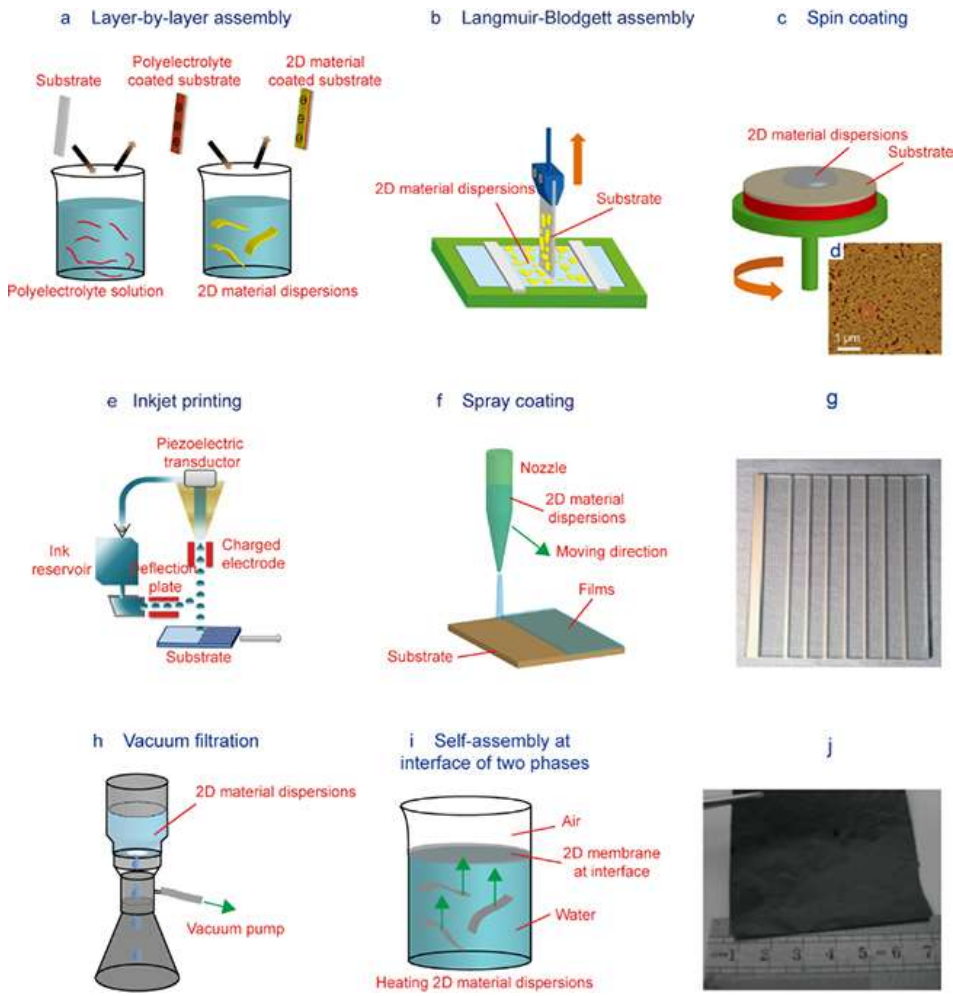 a Layer-by-layer assembly
b Langmuir-Blodgett assembly
c Spin coating
Substrate
Polyelectrolyte
coated substrate
2D material
coated substrate
Polyelectrolyte solution
2D material dispersions
2D material dispersions
Substrate
2D material dispersions
Substrate
d
1 µm
e Inkjet printing
f Spray coating
g
Piezoelectric
transductor
Ink
reservoir
Deflection
plate
Charged
electrode
Substrate
Nozzle
2D material
dispersions
Moving direction
Films
Substrate
h Vacuum filtration
i Self-assembly at
interface of two phases
j
2D material dispersions
Vacuum pump
Air
2D membrane
at interface
Water
Heating 2D material dispersions
1 2 3 4 5 6 7